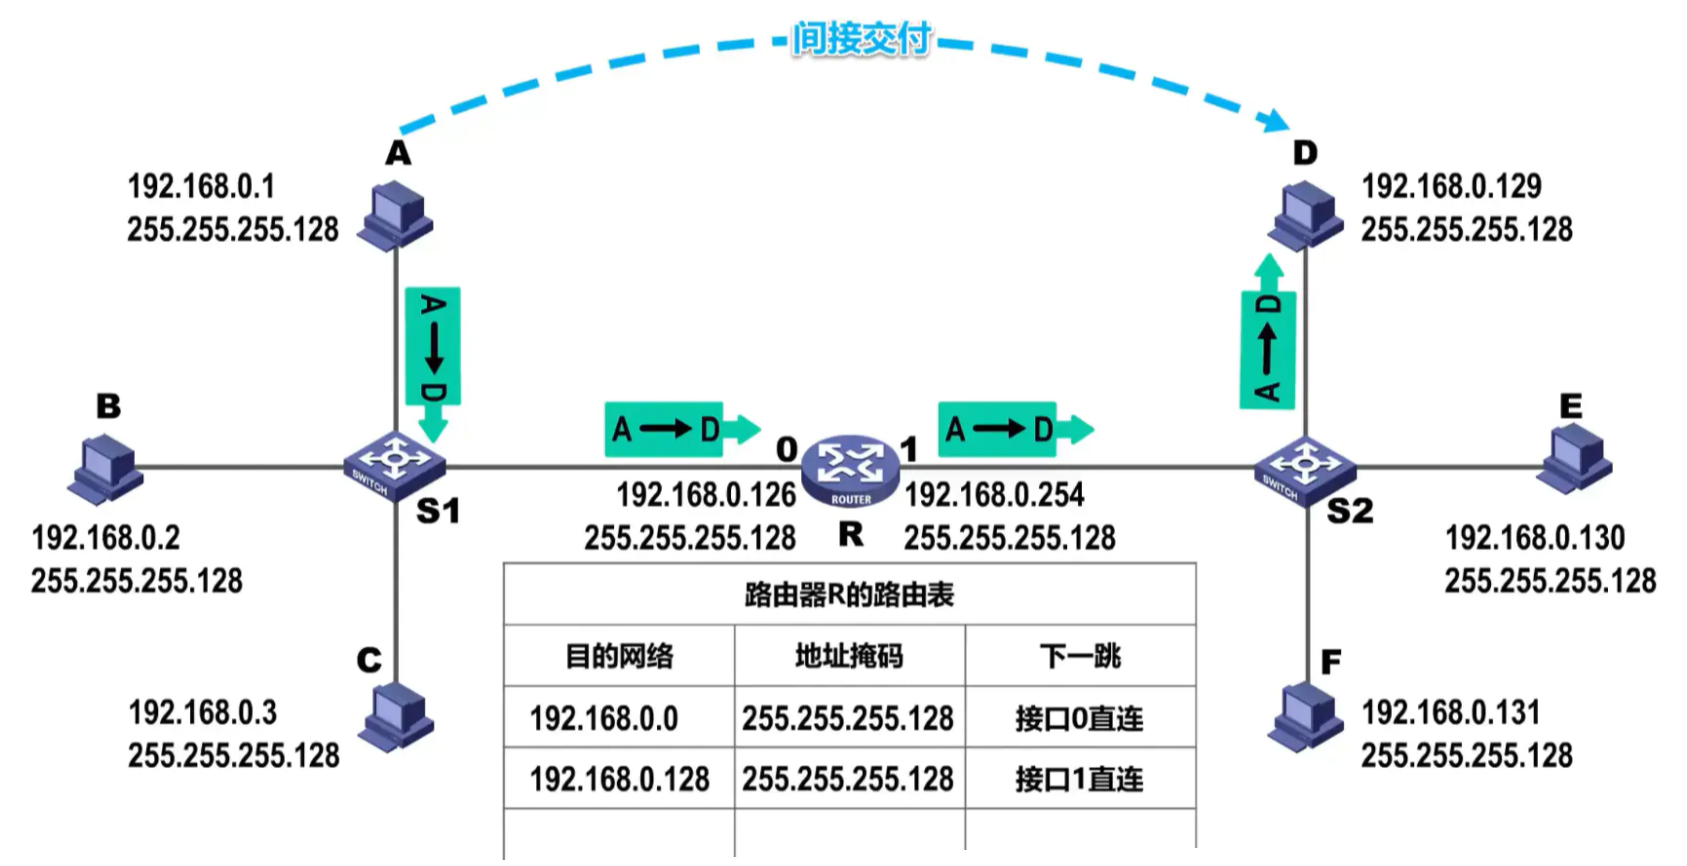 间接交付
A
D
192.168.0.1
255.255.255.128
192.168.0.129
255.255.255.128
A → D
A → D
B
E
A → D
A → D
0
1
SWITCH
ROUTER
SWITCH
S1
S2
192.168.0.126
255.255.255.128
192.168.0.254
255.255.255.128
R
192.168.0.2
255.255.255.128
192.168.0.130
255.255.255.128
路由器R的路由表
目的网络 地址掩码 下一跳
192.168.0.0 255.255.255.128 接口0直连
192.168.0.128 255.255.255.128 接口1直连
C
F
192.168.0.3
255.255.255.128
192.168.0.131
255.255.255.128